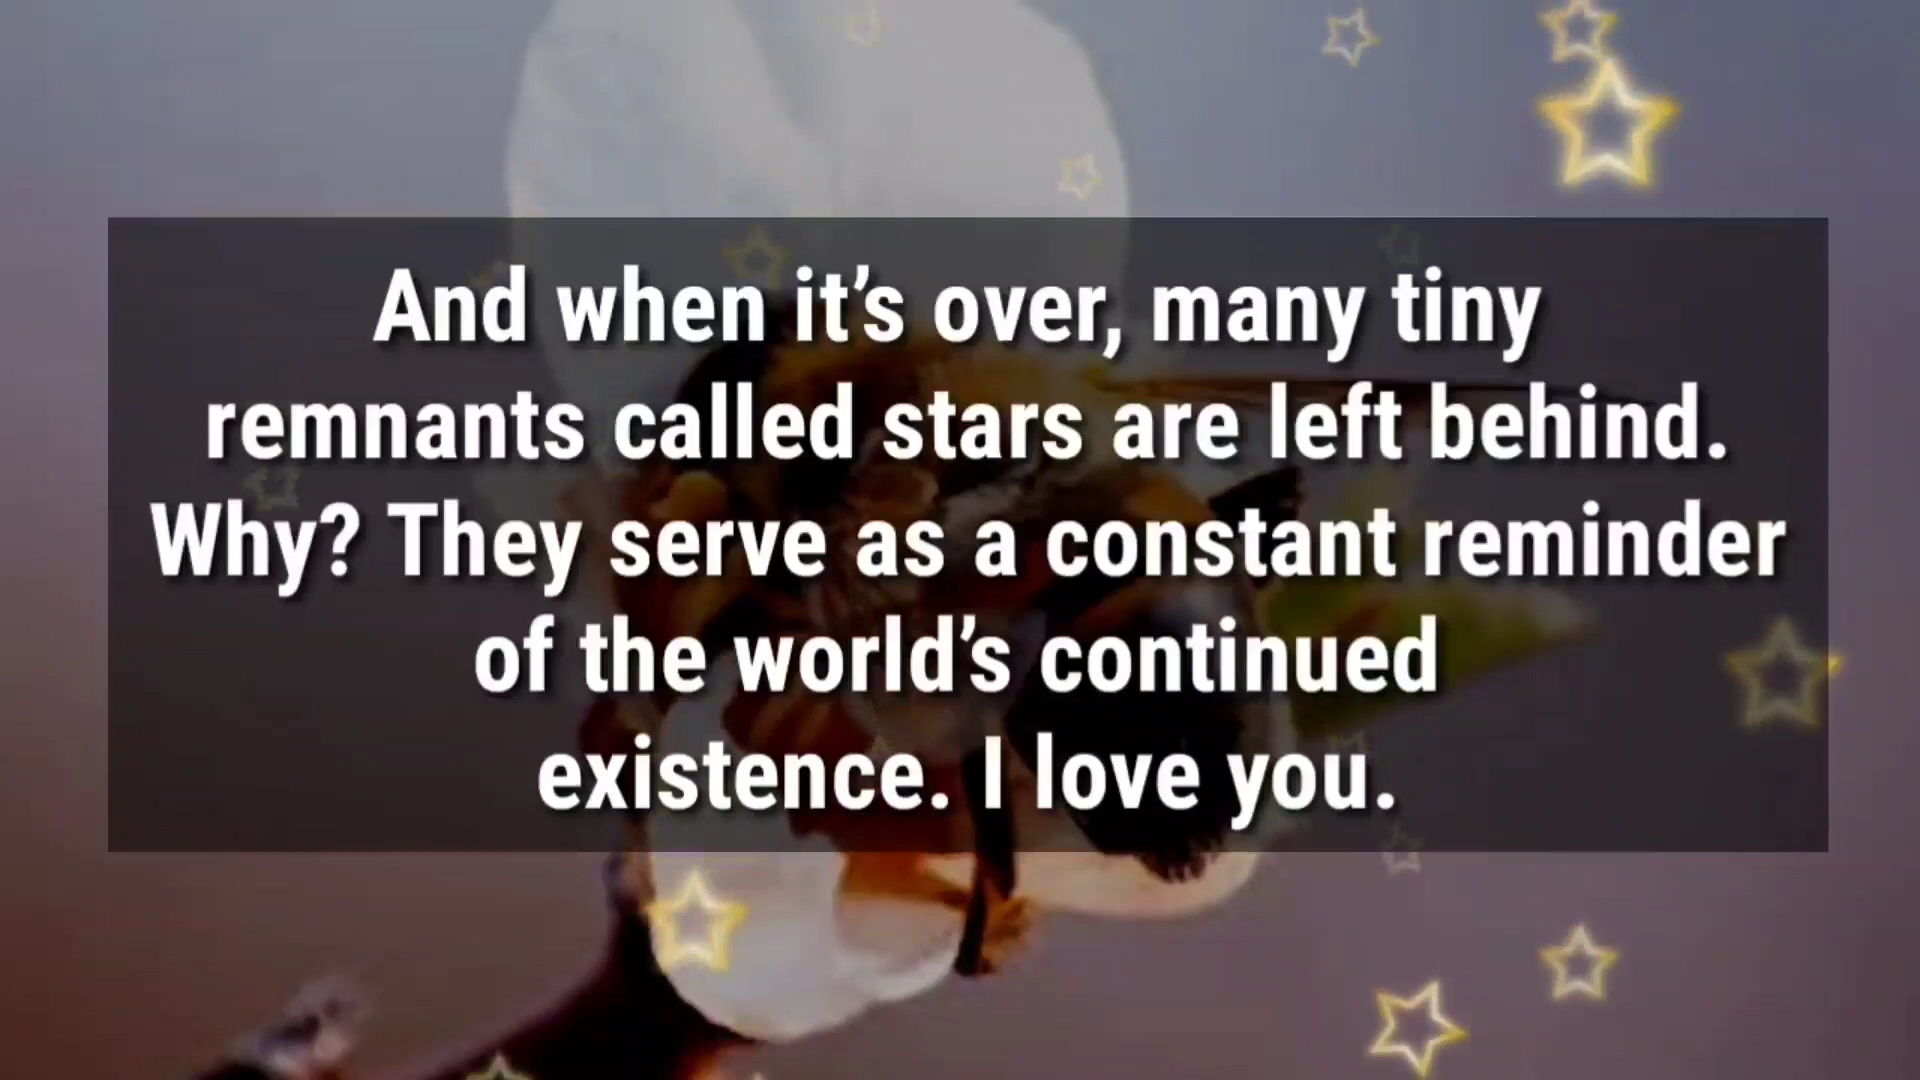 And when it’s over, many tiny
remnants called stars are left behind.
Why? They serve as a constant reminder
of the world’s continued
existence. I love you.